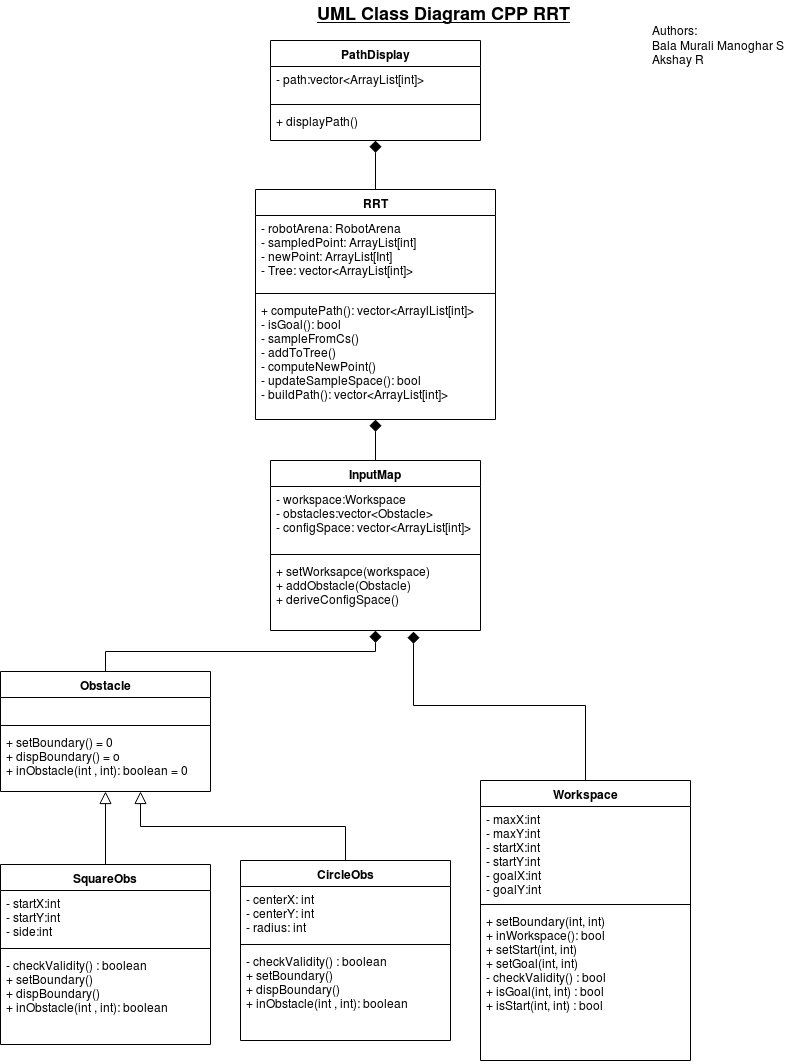 UML Class Diagram CPP RRT
Authors:
Bala Murali Manoghar S
Akshay R
PathDisplay
- path:vector<ArrayList[int]>
+ displayPath()
RRT
- robotArena: RobotArena
- sampledPoint: ArrayList[int]
- newPoint: ArrayList[Int]
- Tree: vector<ArrayList[int]>
+ computePath(): vector<ArraylList[int]>
- isGoal(): bool
- sampleFromCs()
- addToTree()
- computeNewPoint()
- updateSampleSpace(): bool
- buildPath(): vector<ArrayList[int]>
InputMap
- workspace:Workspace
- obstacles:vector<Obstacle>
- configSpace: vector<ArrayList[int]>
+ setWorksapce(workspace)
+ addObstacle(Obstacle)
+ deriveConfigSpace()
Obstacle
+ setBoundary() = 0
+ dispBoundary() = o
+ inObstacle(int , int): boolean = 0
SquareObs
- startX:int
- startY:int
- side:int
- checkValidity() : boolean
+ setBoundary()
+ dispBoundary()
+ inObstacle(int , int): boolean
CircleObs
- centerX: int
- centerY: int
- radius: int
- checkValidity() : boolean
+ setBoundary()
+ dispBoundary()
+ inObstacle(int , int): boolean
Workspace
- maxX:int
- maxY:int
- startX:int
- startY:int
- goalX:int
- goalY:int
+ setBoundary(int, int)
+ inWorkspace(): bool
+ setStart(int, int)
+ setGoal(int, int)
- checkValidity() : bool
+ isGoal(int, int) : bool
+ isStart(int, int) : bool